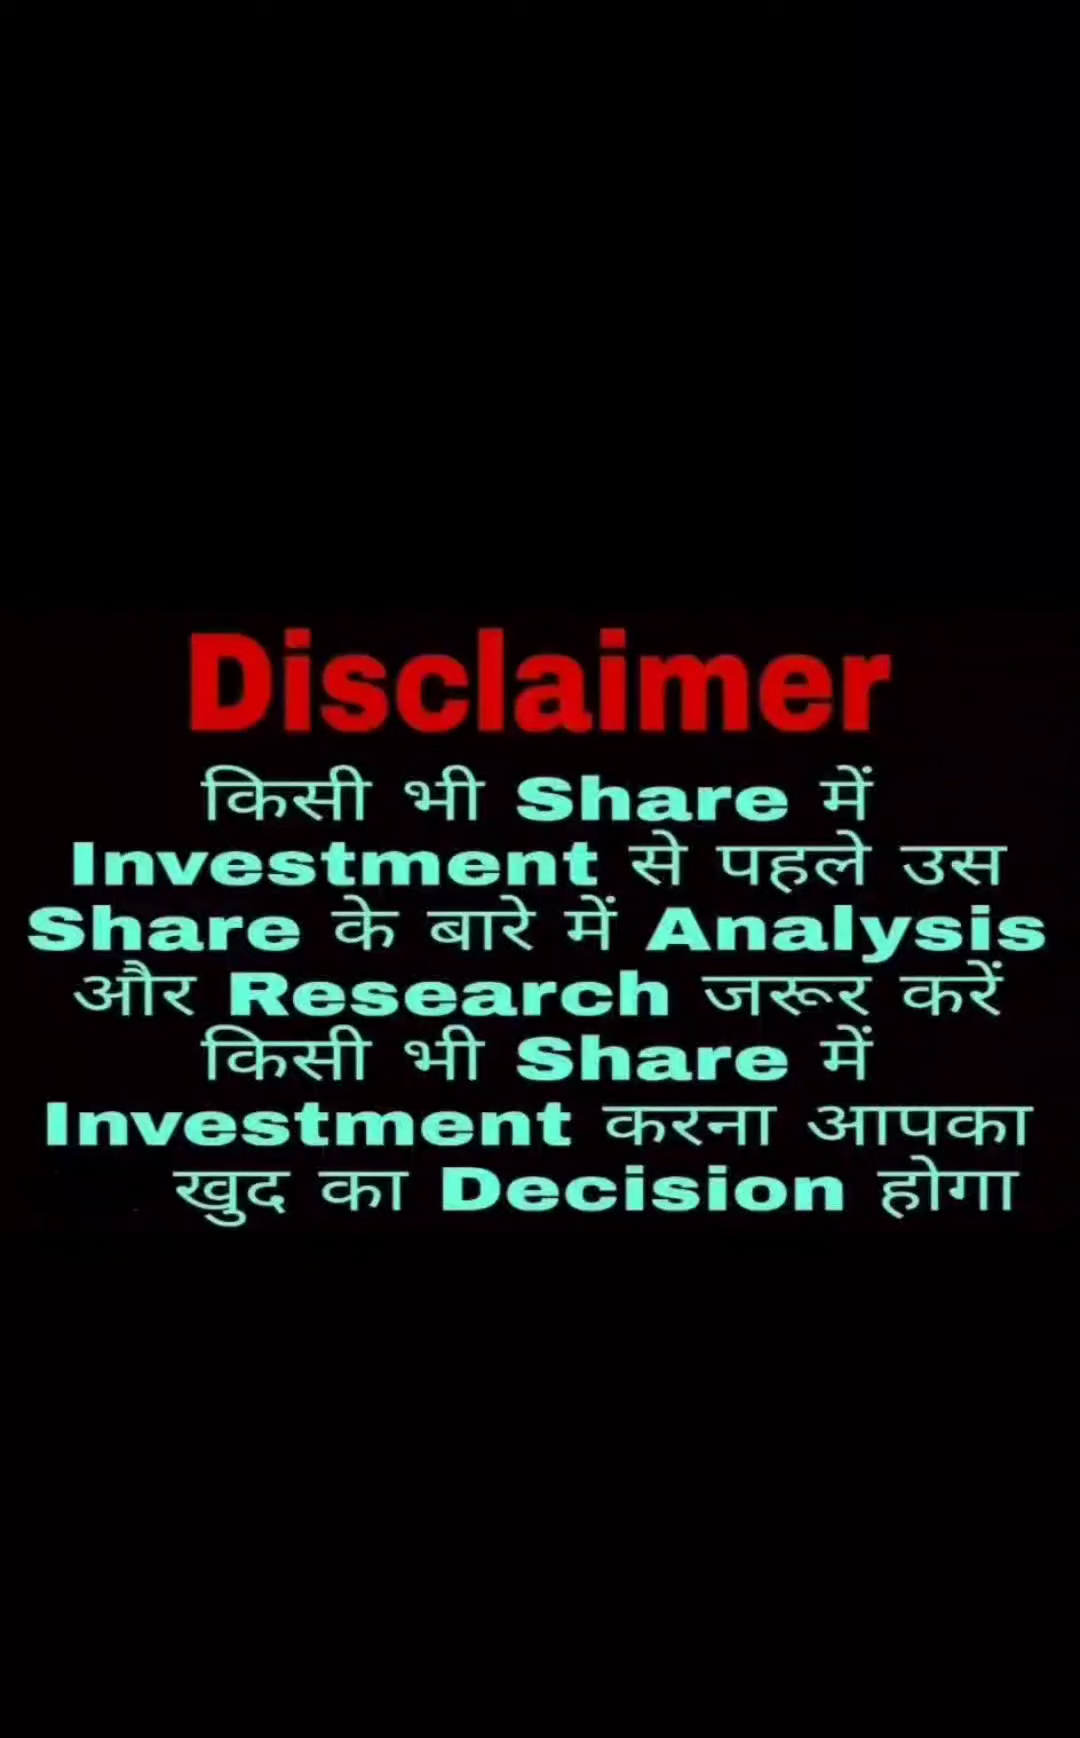 Disclaimer
किसी भी Share में
Investment से पहले उस
Share के बारे में Analysis
और Research जरूर करें
किसी भी Share में
Investment करना आपका
खुद का Decision होगा